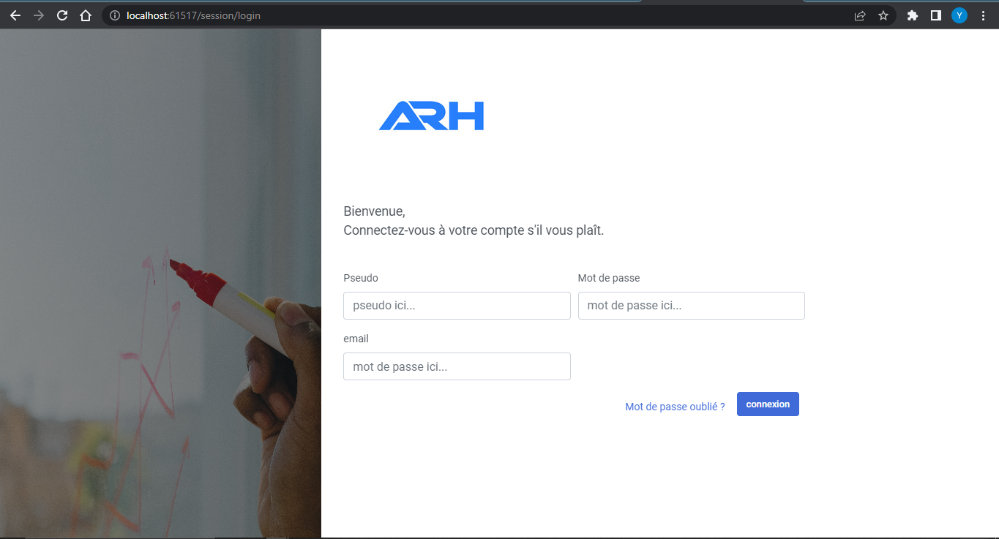 localhost:61517/session/login
Y
ARH
Bienvenue,
Connectez-vous à votre compte s'il vous plaît.
Pseudo
Mot de passe
pseudo ici...
mot de passe ici...
email
mot de passe ici...
Mot de passe oublié ?
connexion